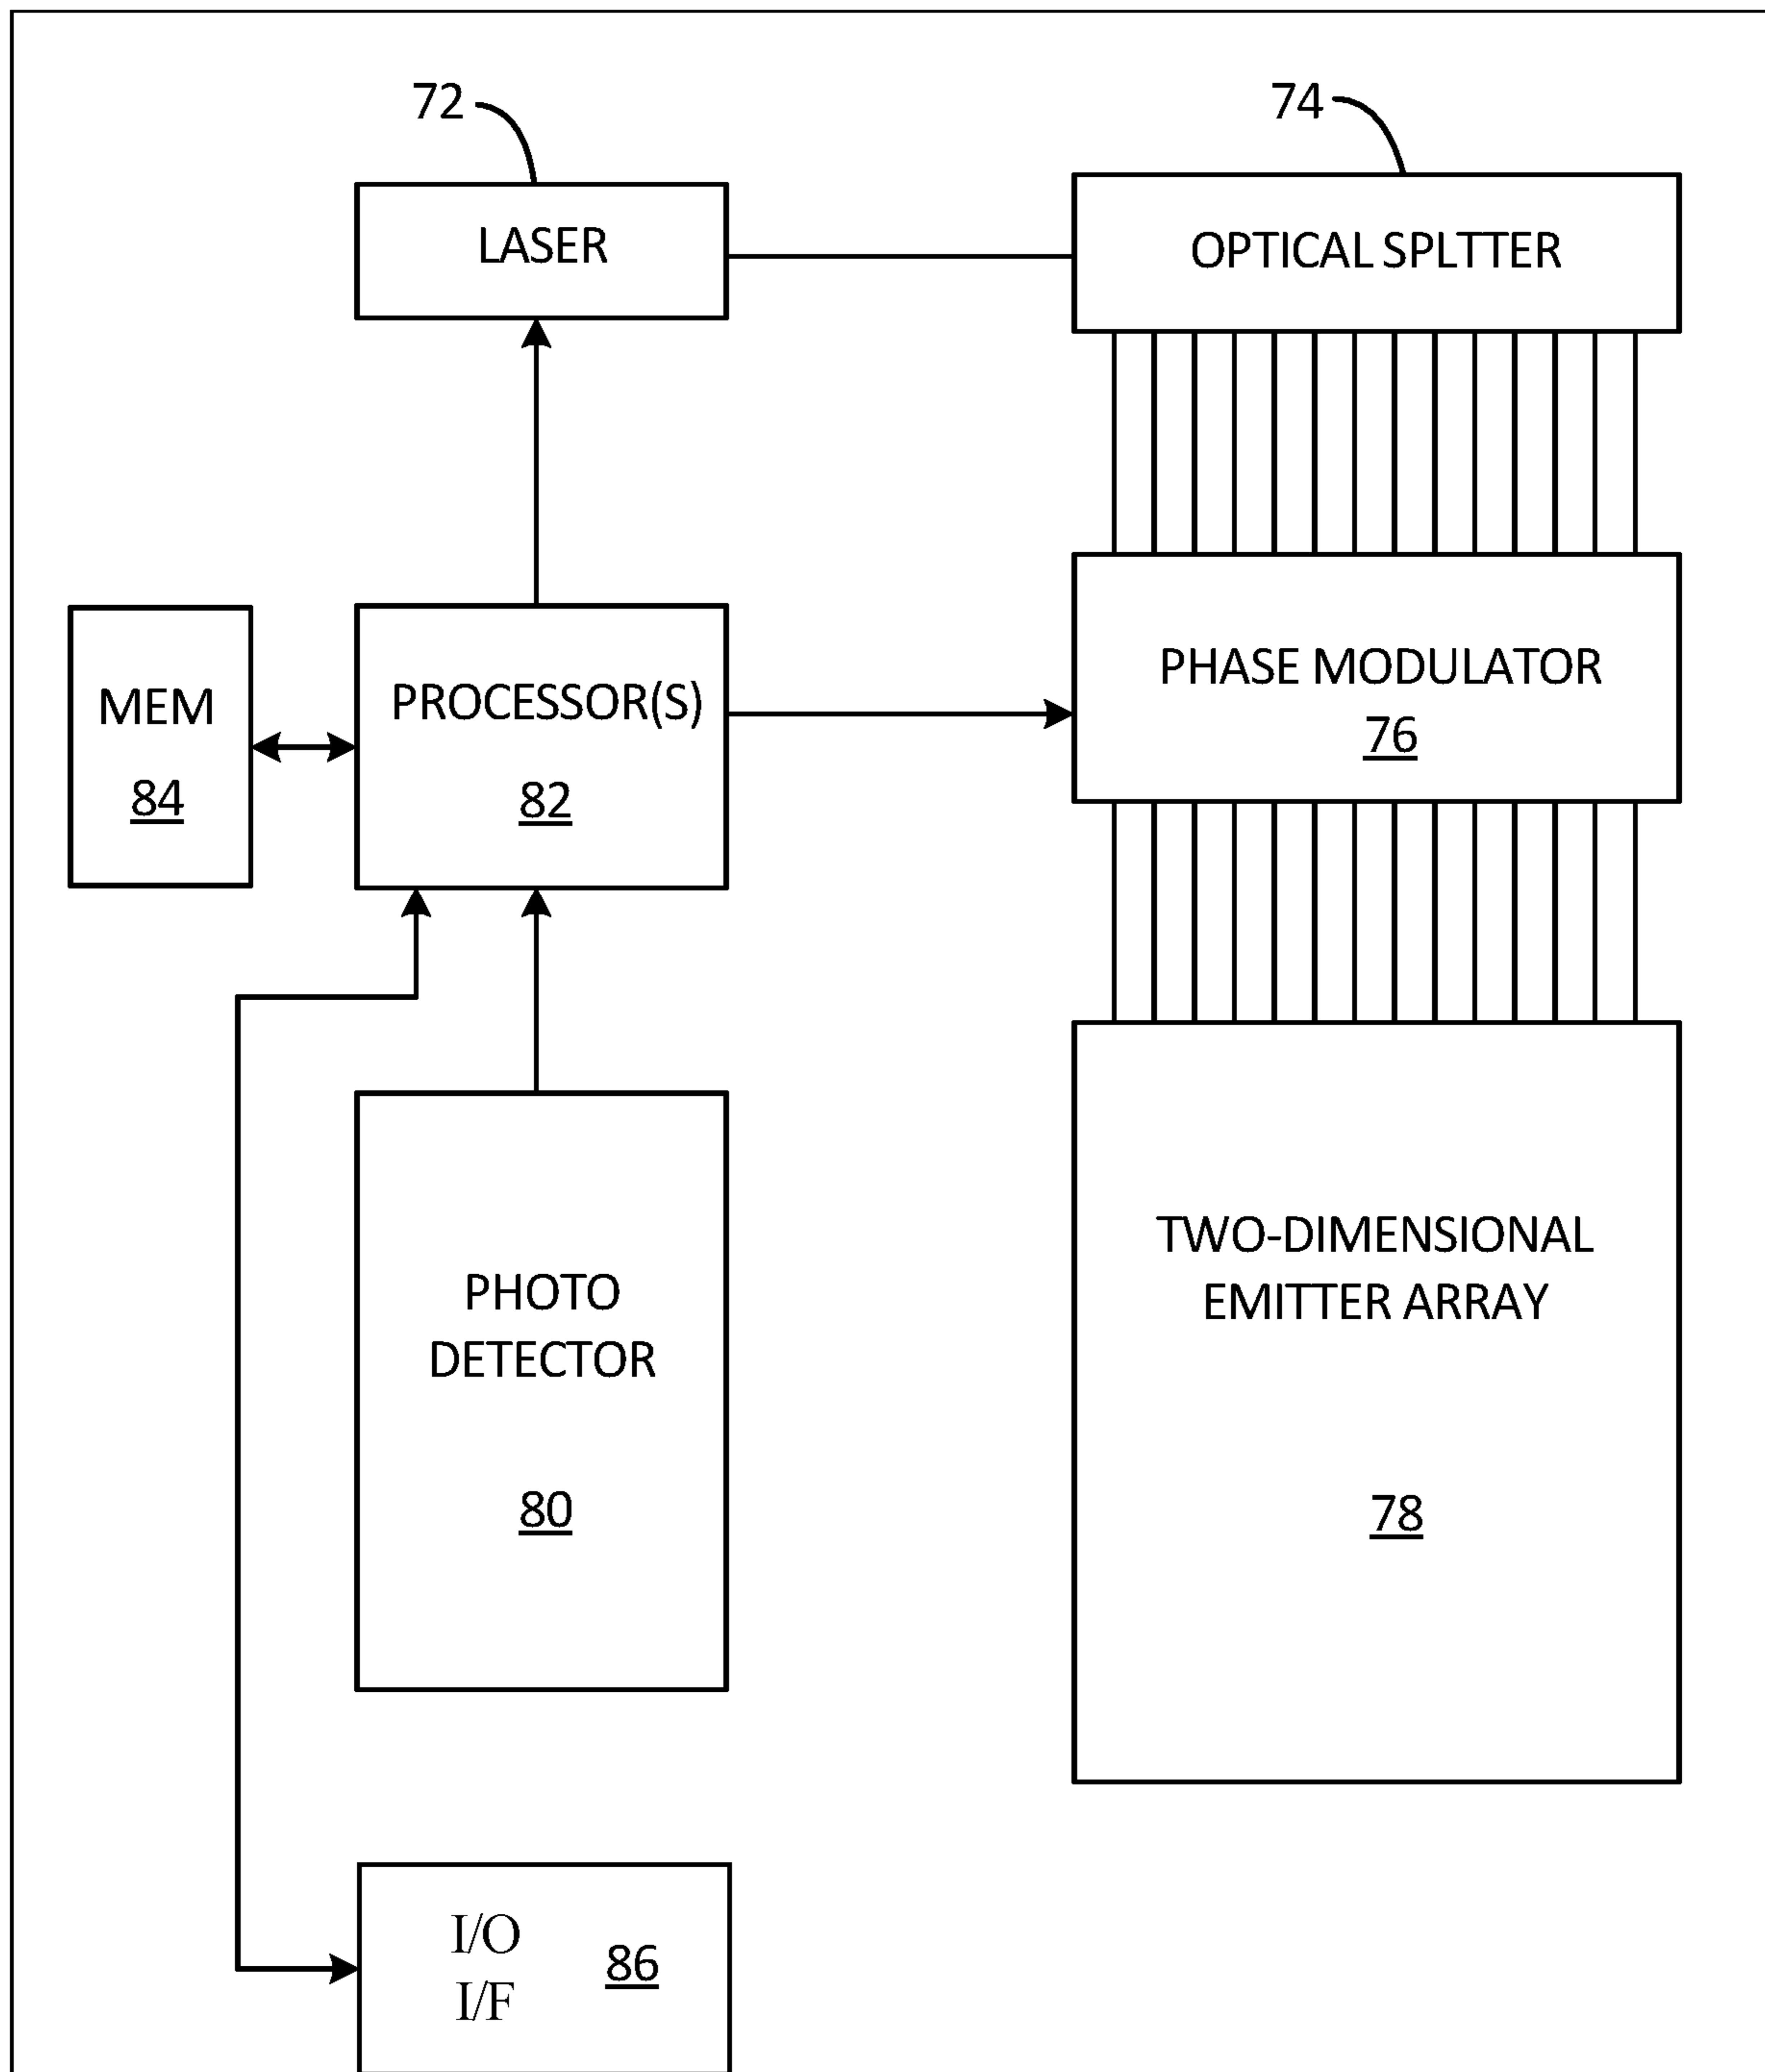 72
74
LASER
OPTICAL SPLTTER
MEM
84
PROCESSOR(S)
82
PHASE MODULATOR
76
PHOTO
DETECTOR
80
TWO-DIMENSIONAL
EMITTER ARRAY
78
I/O
I/F
86